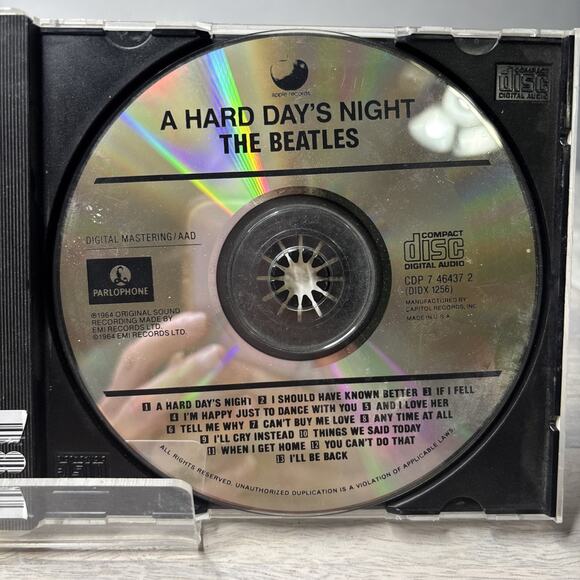 apple records
A HARD DAY'S NIGHT
THE BEATLES
DIGITAL MASTERING/AAD
PARLOPHONE
℗1964 ORIGINAL SOUND
RECORDING MADE BY
EMI RECORDS LTD.
©1964 EMI RECORDS LTD.
COMPACT
disc
DIGITAL AUDIO
CDP 7 46437 2
(DIDX 1256)
MANUFACTURED BY
CAPITOL RECORDS, INC.
MADE IN U.S.A.
1 A HARD DAY'S NIGHT 2 I SHOULD HAVE KNOWN BETTER 3 IF I FELL
4 I'M HAPPY JUST TO DANCE WITH YOU 5 AND I LOVE HER
6 TELL ME WHY 7 CAN'T BUY ME LOVE 8 ANY TIME AT ALL
9 I'LL CRY INSTEAD 10 THINGS WE SAID TODAY
11 WHEN I GET HOME 12 YOU CAN'T DO THAT
13 I'LL BE BACK
ALL RIGHTS RESERVED. UNAUTHORIZED DUPLICATION IS A VIOLATION OF APPLICABLE LAWS.
COMPACT
disc
DIGITAL AUDIO